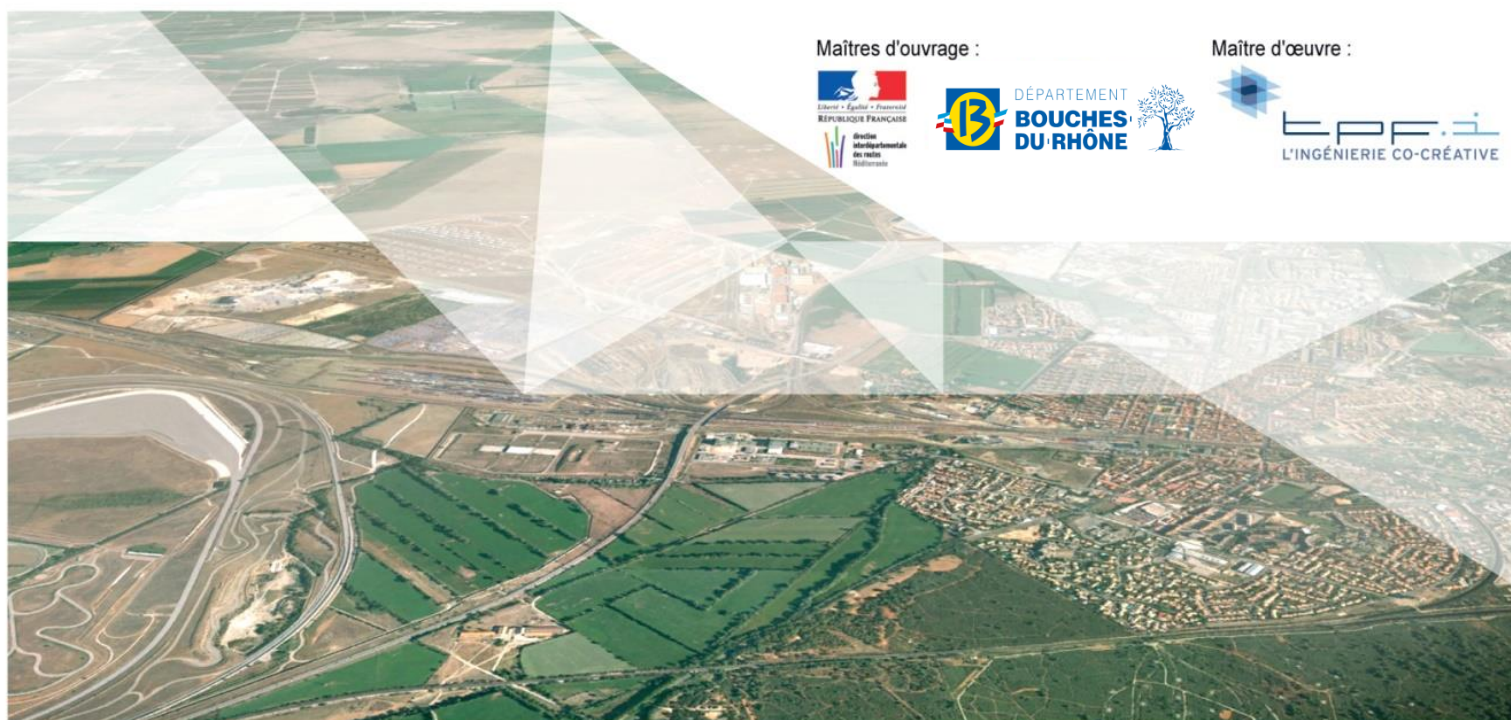 Maîtres d'ouvrage :
Maître d'œuvre :
Liberté • Égalité • Fraternité
RÉPUBLIQUE FRANÇAISE
direction
interdépartementale
des routes
Méditerranée
13
DÉPARTEMENT
BOUCHES
DU RHÔNE
tpf.i
L'INGÉNIERIE CO-CRÉATIVE